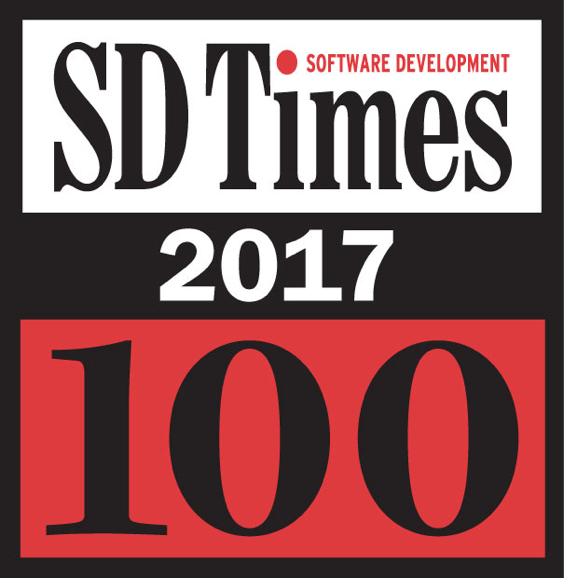 SOFTWARE DEVELOPMENT
SD Times
2017
100